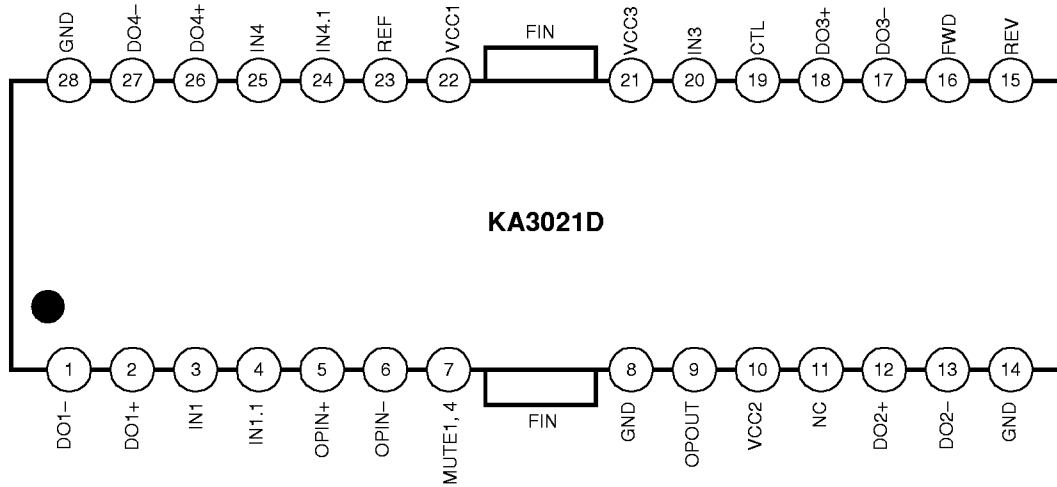 GND DO4− DO4+ IN4 IN4.1 REF VCC1 FIN VCC3 IN3 CTL DO3+ DO3− FWD REV
28 27 26 25 24 23 22 21 20 19 18 17 16 15
KA3021D
1 2 3 4 5 6 7 8 9 10 11 12 13 14
DO1− DO1+ IN1 IN1.1 OPIN+ OPIN− MUTE1, 4 FIN GND OPOUT VCC2 NC DO2+ DO2− GND